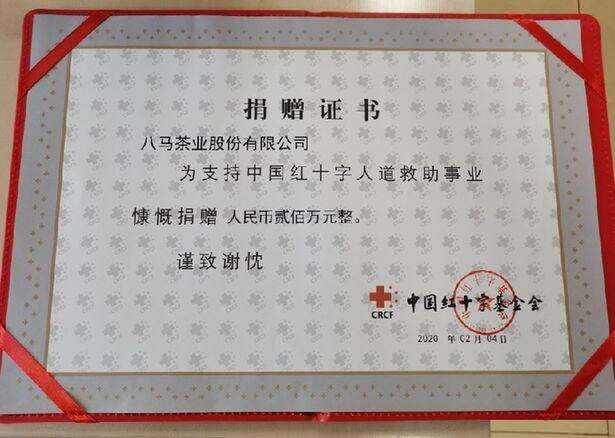 捐赠证书
八马茶业股份有限公司
为支持中国红十字人道救助事业
慷慨捐赠 人民币贰佰万元整。
谨致谢忱
CRCF
中国红十字基金会
2020 年 02 月 04 日